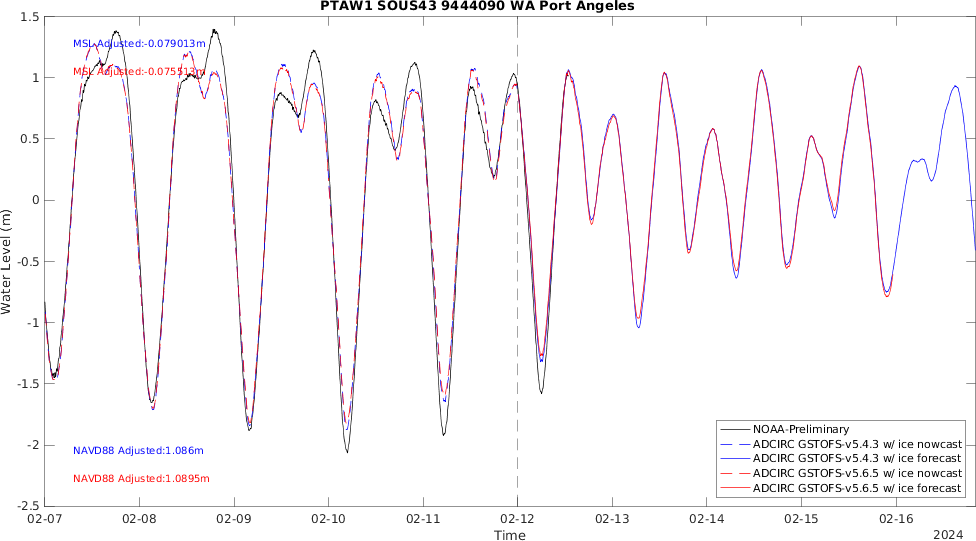 PTAW1 SOUS43 9444090 WA Port Angeles
1.5
MSL Adjusted:-0.079013m
MSL Adjusted:-0.075513m
1
0.5
0
-0.5
-1
-1.5
-2
-2.5
Water Level (m)
NAVD88 Adjusted:1.086m
NAVD88 Adjusted:1.0895m
NOAA-Preliminary
ADCIRC GSTOFS-v5.4.3 w/ ice nowcast
ADCIRC GSTOFS-v5.4.3 w/ ice forecast
ADCIRC GSTOFS-v5.6.5 w/ ice nowcast
ADCIRC GSTOFS-v5.6.5 w/ ice forecast
02-07 02-08 02-09 02-10 02-11 02-12 02-13 02-14 02-15 02-16
Time
2024